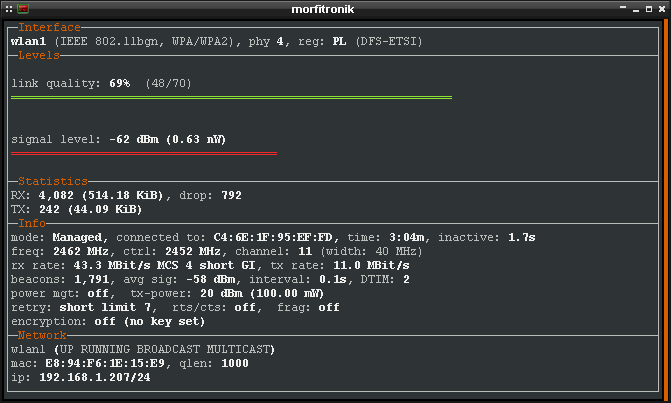 morfitronik
Interface
wlan1 (IEEE 802.11bgn, WPA/WPA2), phy 4, reg: PL (DFS-ETSI)
Levels
link quality: 69% (48/70)
signal level: -62 dBm (0.63 nW)
Statistics
RX: 4,082 (514.18 KiB), drop: 792
TX: 242 (44.09 KiB)
Info
mode: Managed, connected to: C4:6E:1F:95:EF:FD, time: 3:04m, inactive: 1.7s
freq: 2462 MHz, ctrl: 2452 MHz, channel: 11 (width: 40 MHz)
rx rate: 43.3 MBit/s MCS 4 short GI, tx rate: 11.0 MBit/s
beacons: 1,791, avg sig: -58 dBm, interval: 0.1s, DTIM: 2
power mgt: off, tx-power: 20 dBm (100.00 mW)
retry: short limit 7, rts/cts: off, frag: off
encryption: off (no key set)
Network
wlan1 (UP RUNNING BROADCAST MULTICAST)
mac: E8:94:F6:1E:15:E9, qlen: 1000
ip: 192.168.1.207/24